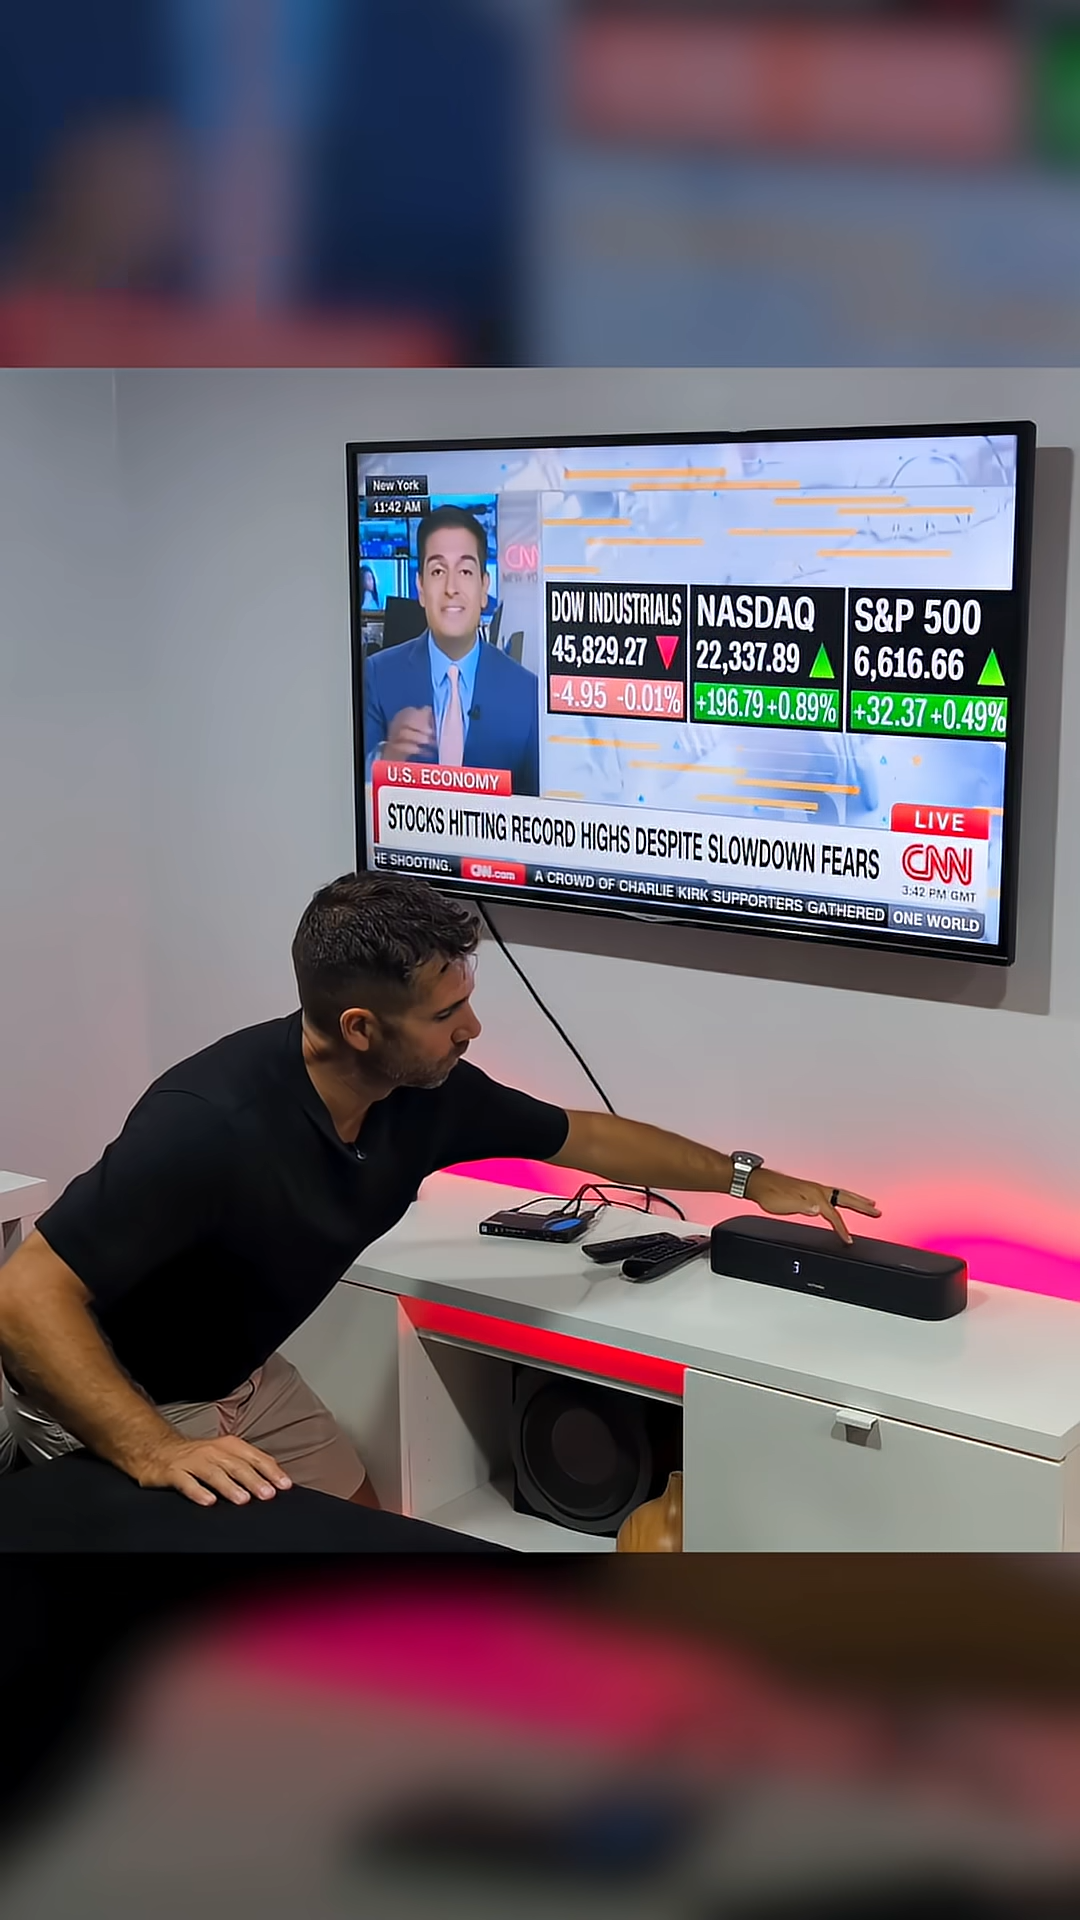 New York
11:42 AM
CNN
NEW YO
DOW INDUSTRIALS
45,829.27
-4.95 -0.01%
NASDAQ
22,337.89
+196.79 +0.89%
S&P 500
6,616.66
+32.37 +0.49%
U.S. ECONOMY
STOCKS HITTING RECORD HIGHS DESPITE SLOWDOWN FEARS
LIVE
CNN
3:42 PM GMT
HE SHOOTING. CNN.com A CROWD OF CHARLIE KIRK SUPPORTERS GATHERED
ONE WORLD